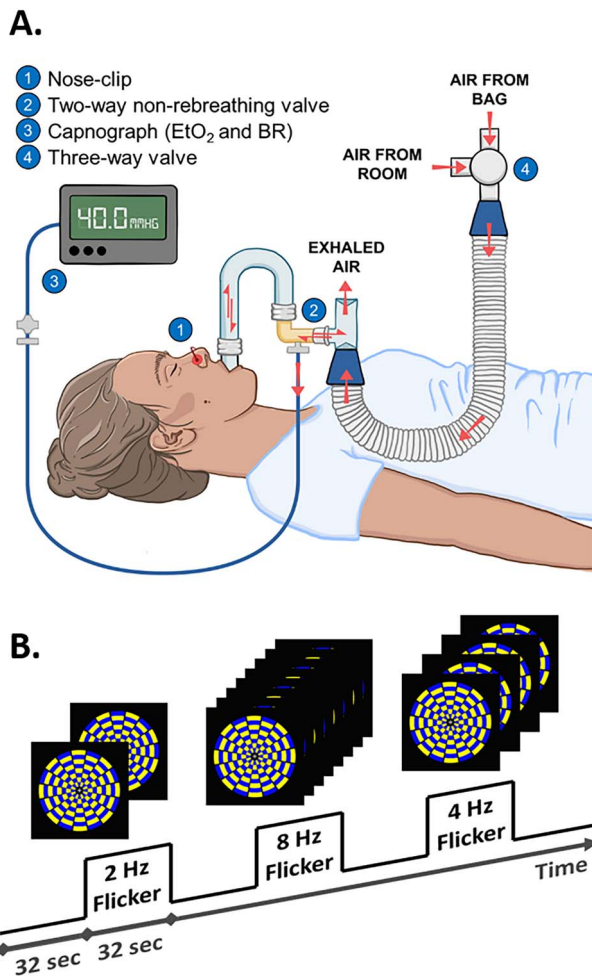 A.
1 Nose-clip
2 Two-way non-rebreathing valve
3 Capnograph (EtO₂ and BR)
4 Three-way valve
AIR FROM
BAG
AIR FROM
ROOM
4
40.0 MMHG
EXHALED
AIR
3
2
1
B.
2 Hz
Flicker
8 Hz
Flicker
4 Hz
Flicker
Time
32 sec
32 sec